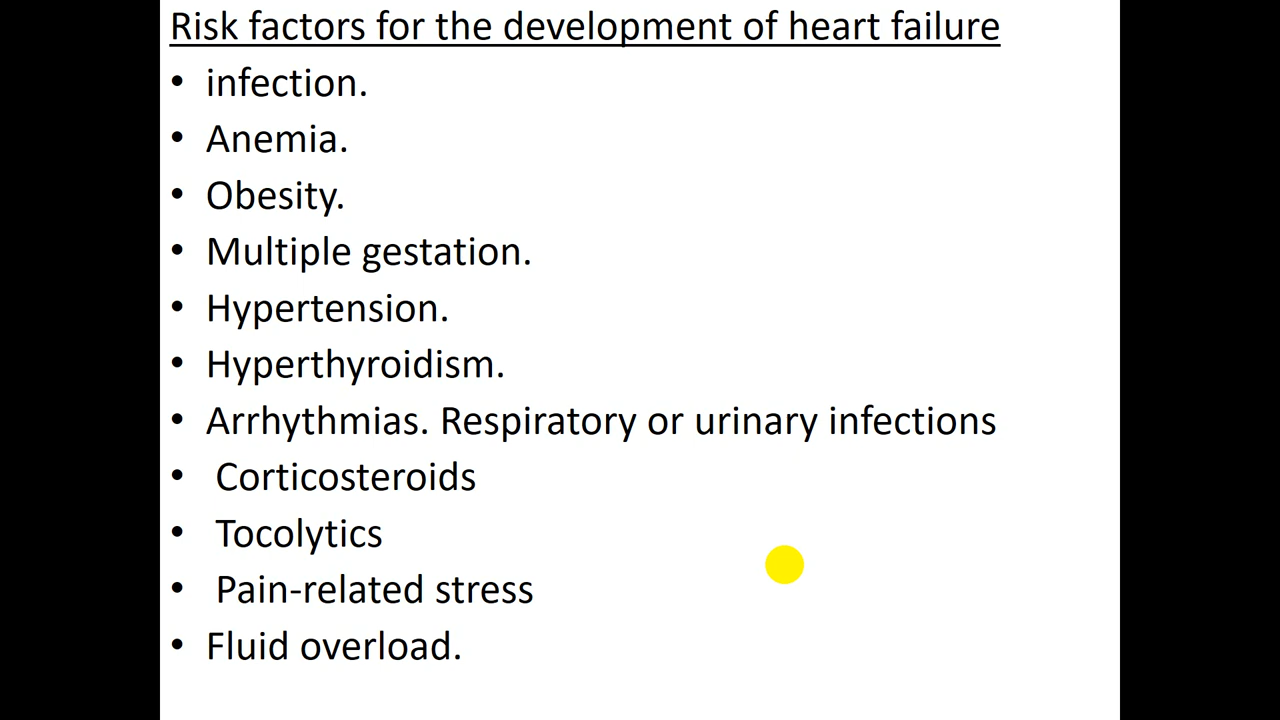 Risk factors for the development of heart failure
• infection.
• Anemia.
• Obesity.
• Multiple gestation.
• Hypertension.
• Hyperthyroidism.
• Arrhythmias. Respiratory or urinary infections
• Corticosteroids
• Tocolytics
• Pain-related stress
• Fluid overload.